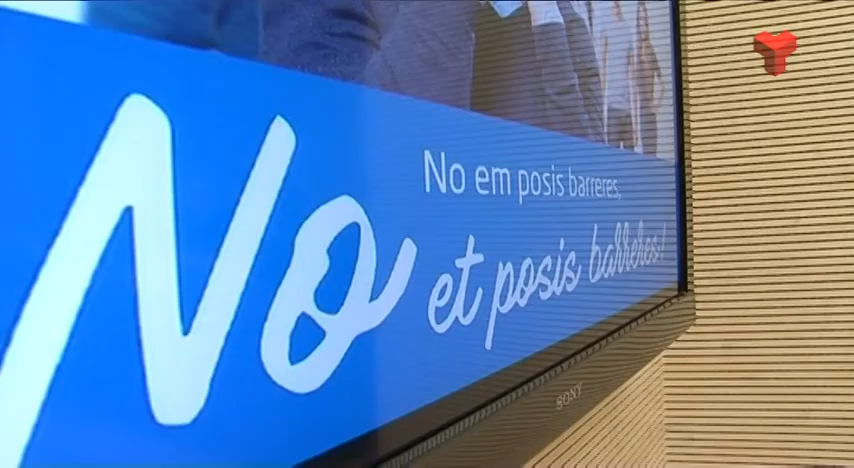 No
No em posis barreres,
et posis barreres!
SONY